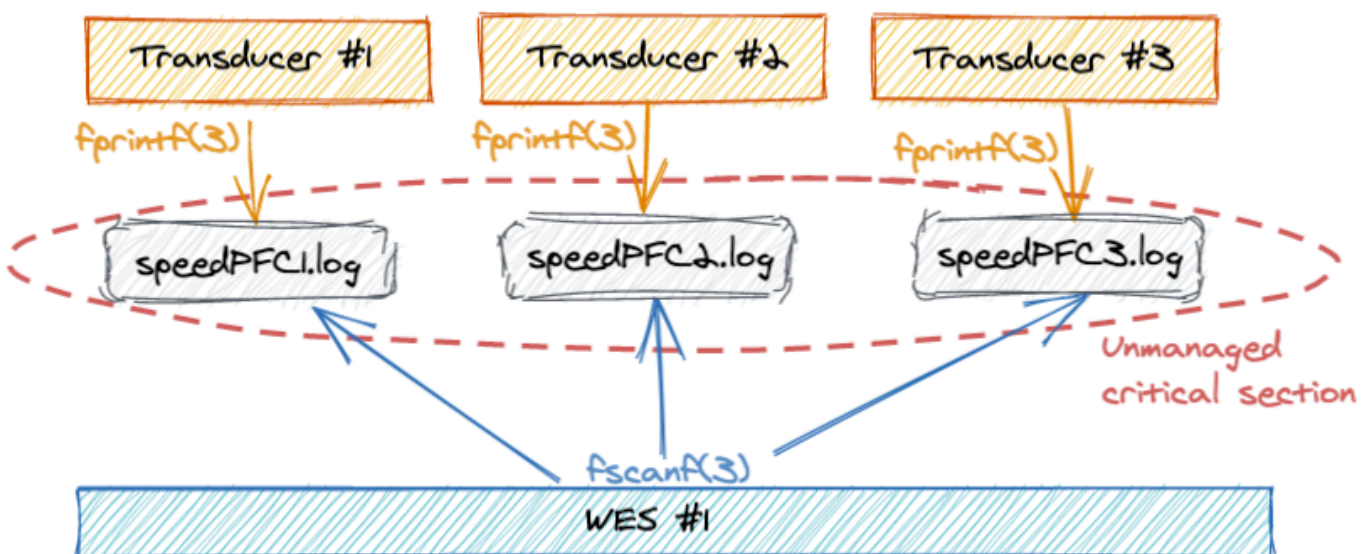 Transducer #1
Transducer #2
Transducer #3
fprintf(3)
fprintf(3)
fprintf(3)
speedPFC1.log
speedPFC2.log
speedPFC3.log
Unmanaged
critical section
fscanf(3)
WES #1